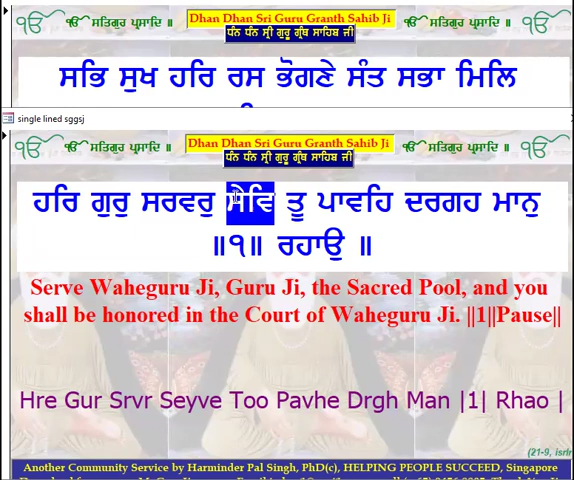 ੴ ੴ ਸਤਿਗੁਰ ਪ੍ਰਸਾਦਿ ॥ Dhan Dhan Sri Guru Granth Sahib Ji ੴ ਸਤਿਗੁਰ ਪ੍ਰਸਾਦਿ ॥ ੴ
ਧੰਨ ਧੰਨ ਸ੍ਰੀ ਗੁਰੂ ਗ੍ਰੰਥ ਸਾਹਿਬ ਜੀ
ਸਭਿ ਸੁਖ ਹਰਿ ਰਸ ਭੋਗਣੇ ਸੰਤ ਸਭਾ ਮਿਲਿ
single lined sggsj
ੴ ੴ ਸਤਿਗੁਰ ਪ੍ਰਸਾਦਿ ॥ Dhan Dhan Sri Guru Granth Sahib Ji ੴ ਸਤਿਗੁਰ ਪ੍ਰਸਾਦਿ ॥ ੴ
ਧੰਨ ਧੰਨ ਸ੍ਰੀ ਗੁਰੂ ਗ੍ਰੰਥ ਸਾਹਿਬ ਜੀ
ਹਰਿ ਗੁਰੁ ਸਰਵਰੁ ਸੇਵਿ ਤੂ ਪਾਵਹਿ ਦਰਗਹ ਮਾਨੁ
॥੧॥ ਰਹਾਉ ॥
Serve Waheguru Ji, Guru Ji, the Sacred Pool, and you
shall be honored in the Court of Waheguru Ji. ||1||Pause||
Hre Gur Srvr Seyve Too Pavhe Drgh Man |1| Rhao |
(21-9, isrlr
Another Community Service by Harminder Pal Singh, PhD(c), HELPING PEOPLE SUCCEED, Singapore